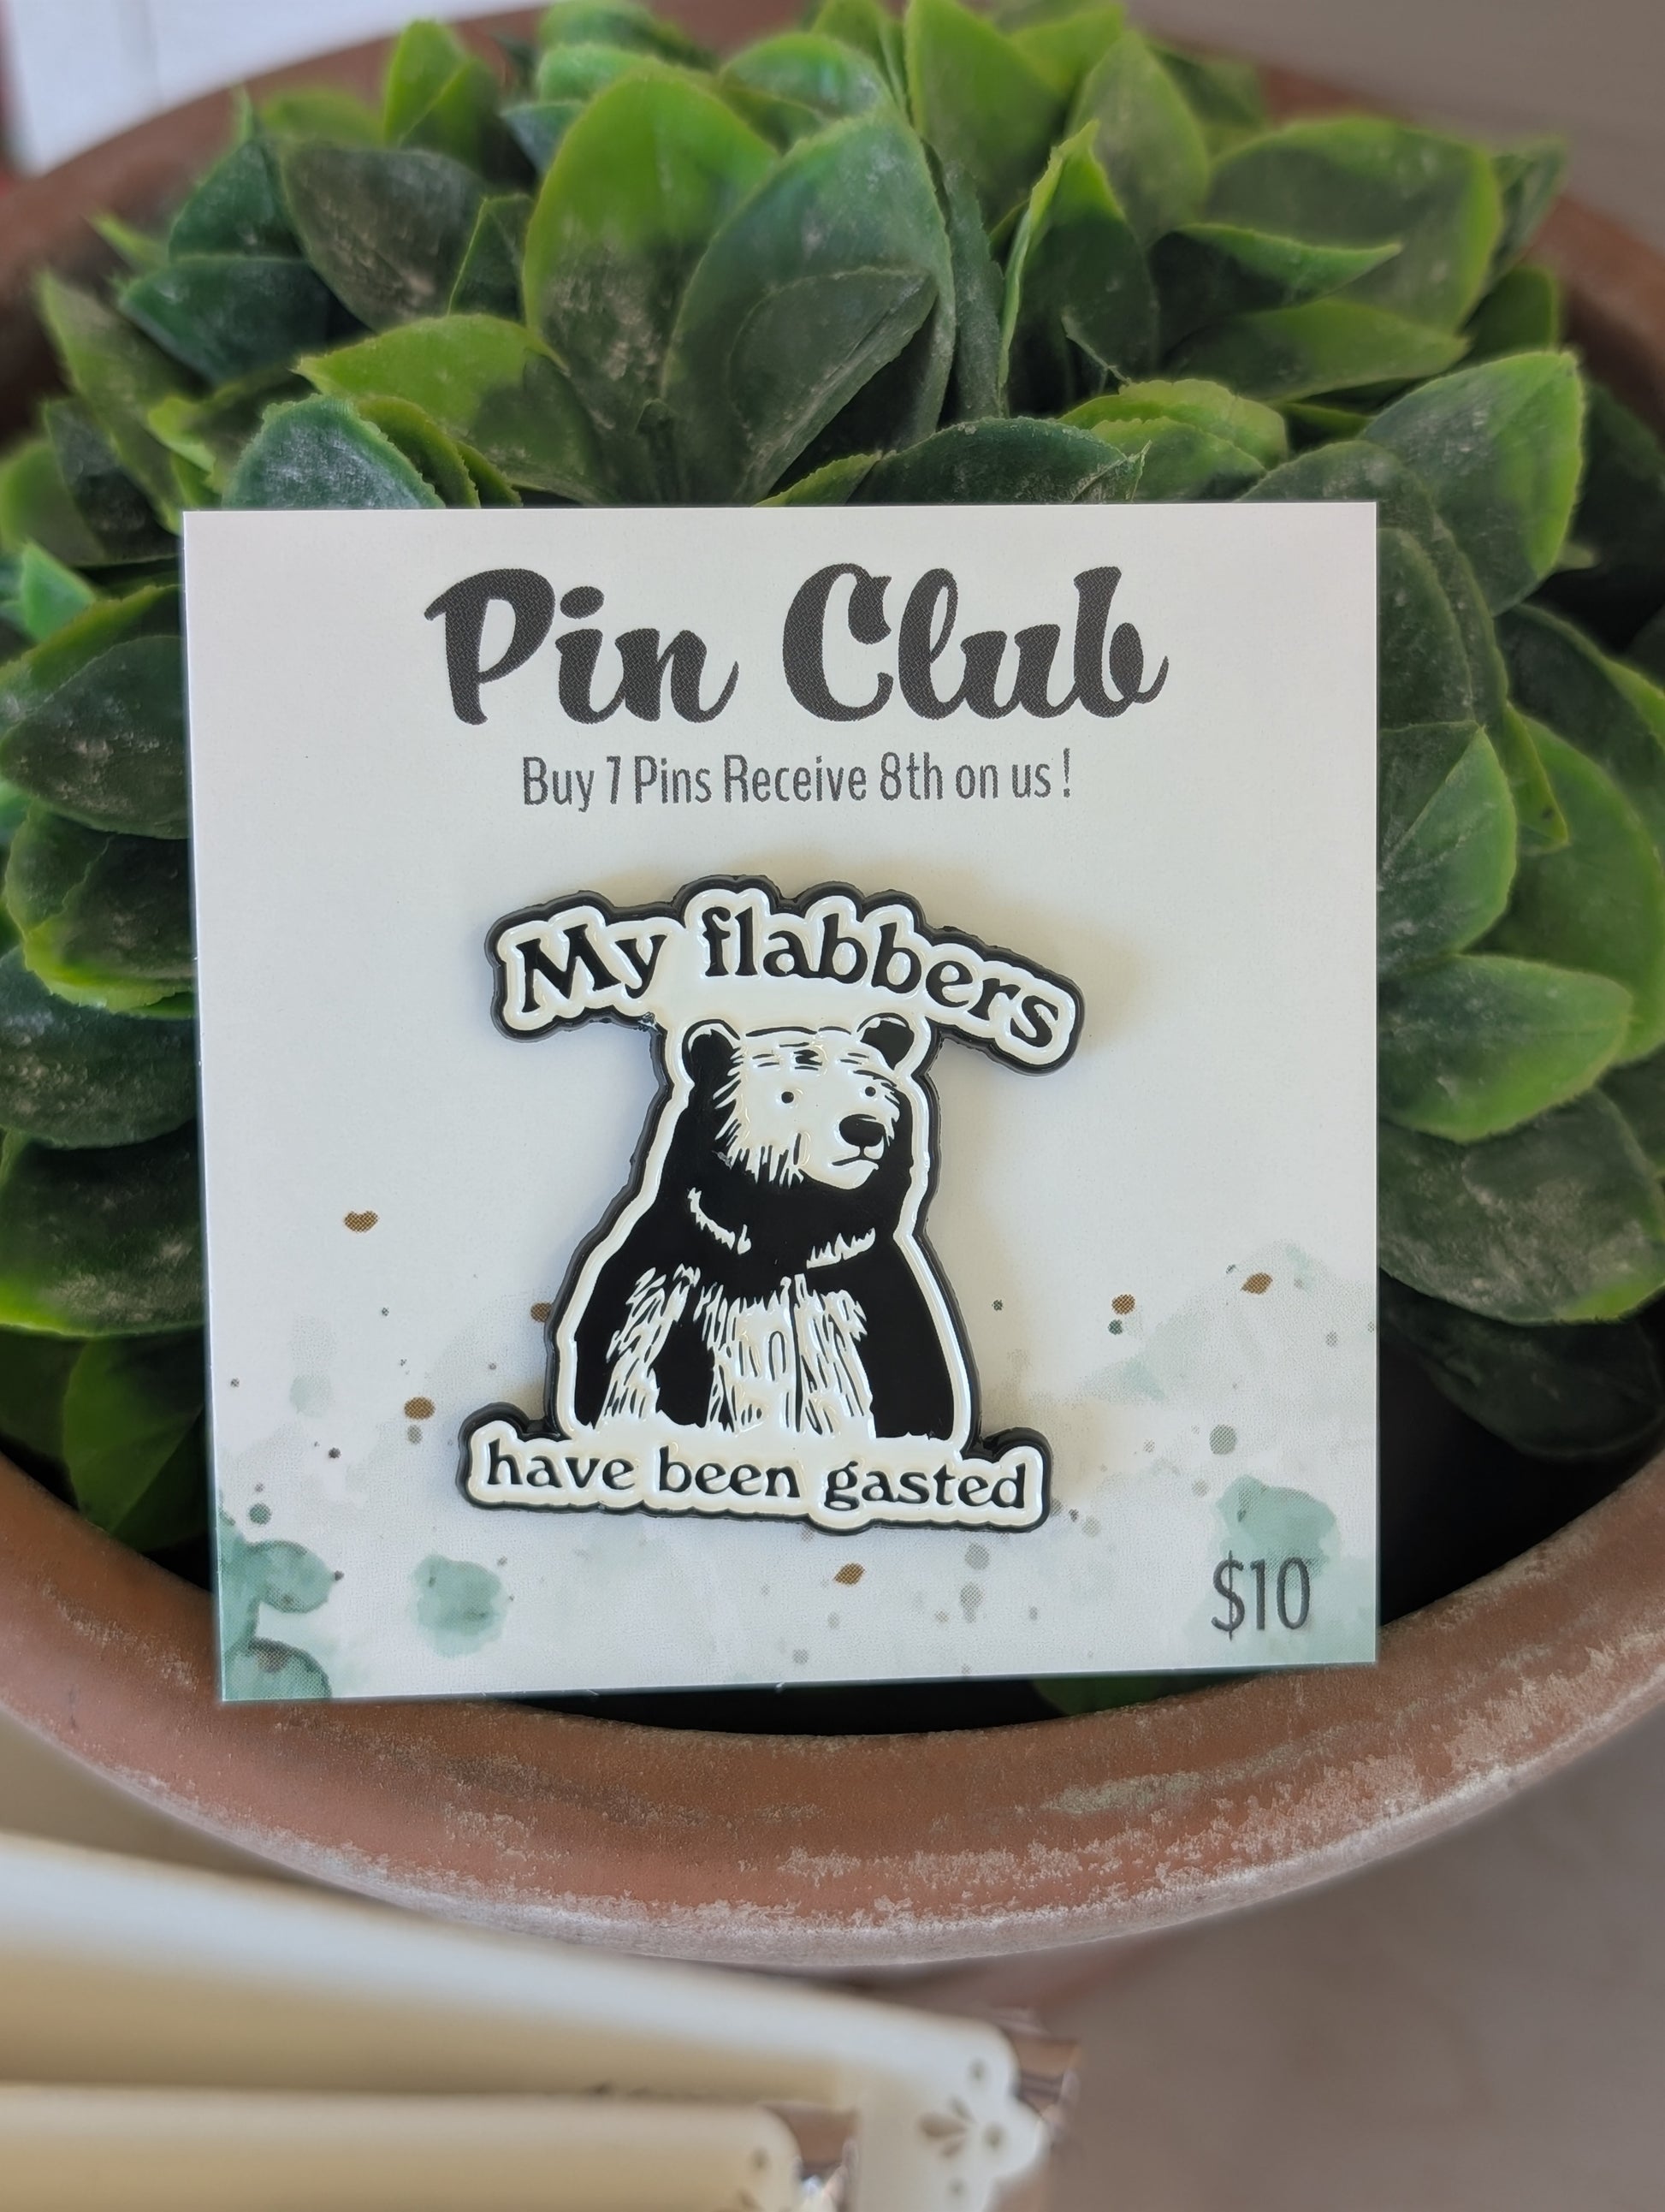 Pin Club
Buy 7 Pins Receive 8th on us!
My flabbers
have been gasted
$10